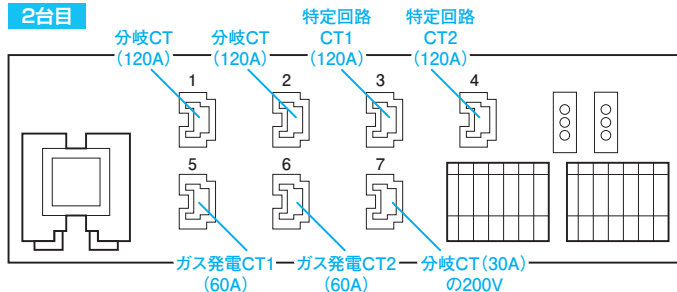 2台目
分岐CT
(120A)
分岐CT
(120A)
特定回路
CT1
(120A)
特定回路
CT2
(120A)
1
2
3
4
5
6
7
ガス発電CT1
(60A)
ガス発電CT2
(60A)
分岐CT(30A)
の200V